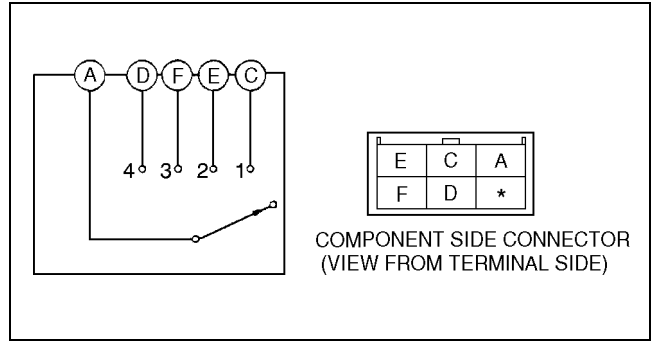 A D F E C
4 3 2 1
E C A
F D *
COMPONENT SIDE CONNECTOR
(VIEW FROM TERMINAL SIDE)